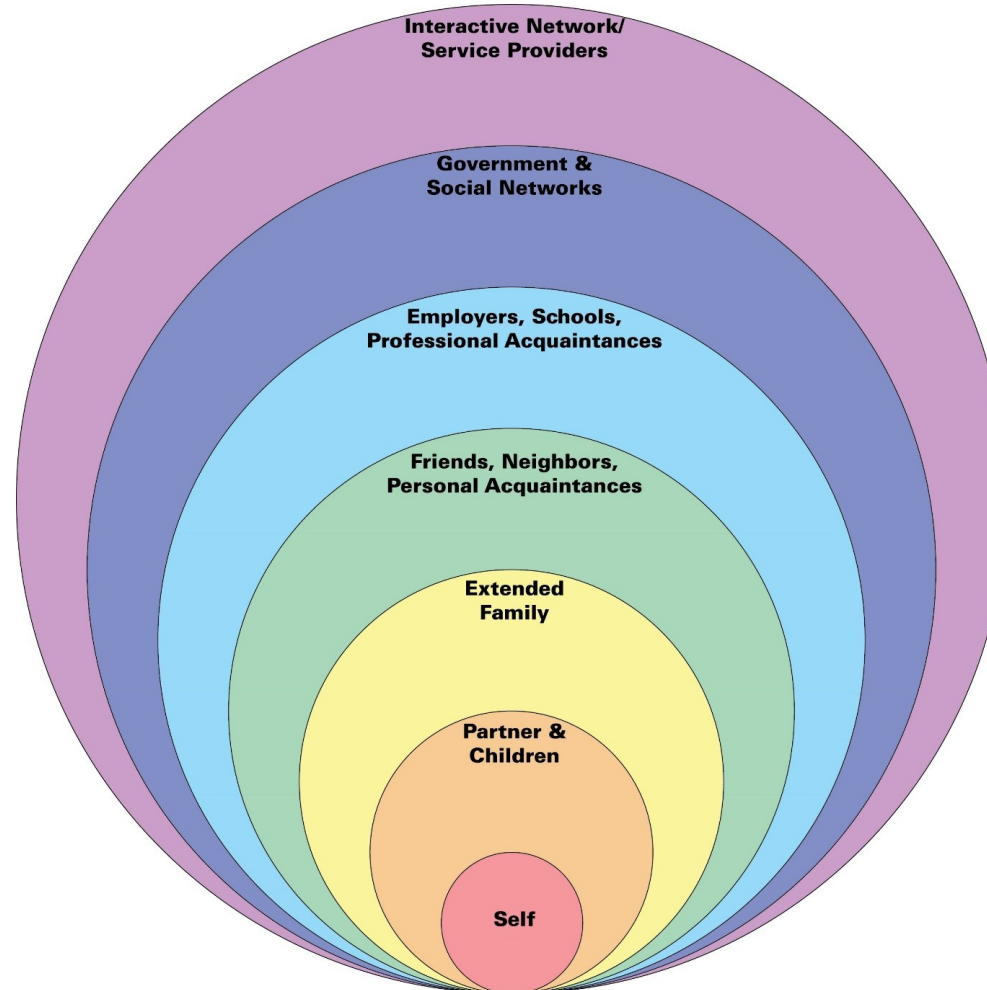 Interactive Network/
Service Providers
Government &
Social Networks
Employers, Schools,
Professional Acquaintances
Friends, Neighbors,
Personal Acquaintances
Extended
Family
Partner &
Children
Self